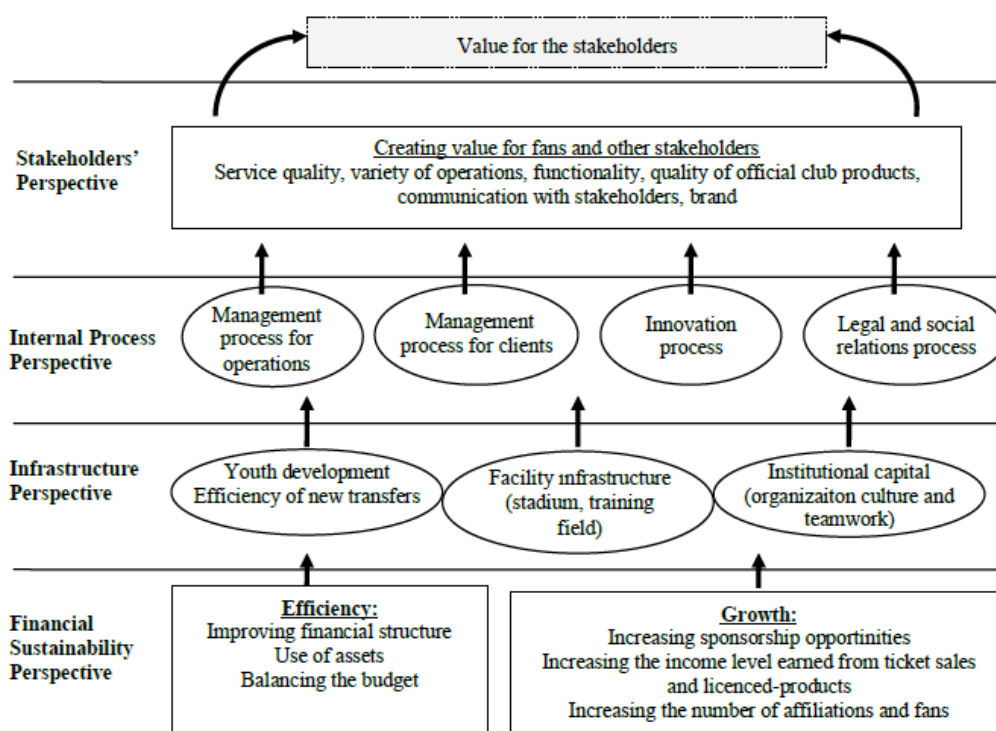 Value for the stakeholders
Stakeholders'
Perspective
Creating value for fans and other stakeholders
Service quality, variety of operations, functionality, quality of official club products,
communication with stakeholders, brand
Internal Process
Perspective
Management
process for
operations
Management
process for clients
Innovation
process
Legal and social
relations process
Infrastructure
Perspective
Youth development
Efficiency of new transfers
Facility infrastructure
(stadium, training
field)
Institutional capital
(organizaiton culture and
teamwork)
Financial
Sustainability
Perspective
Efficiency:
Improving financial structure
Use of assets
Balancing the budget
Growth:
Increasing sponsorship opportinities
Increasing the income level earned from ticket sales
and licenced-products
Increasing the number of affiliations and fans